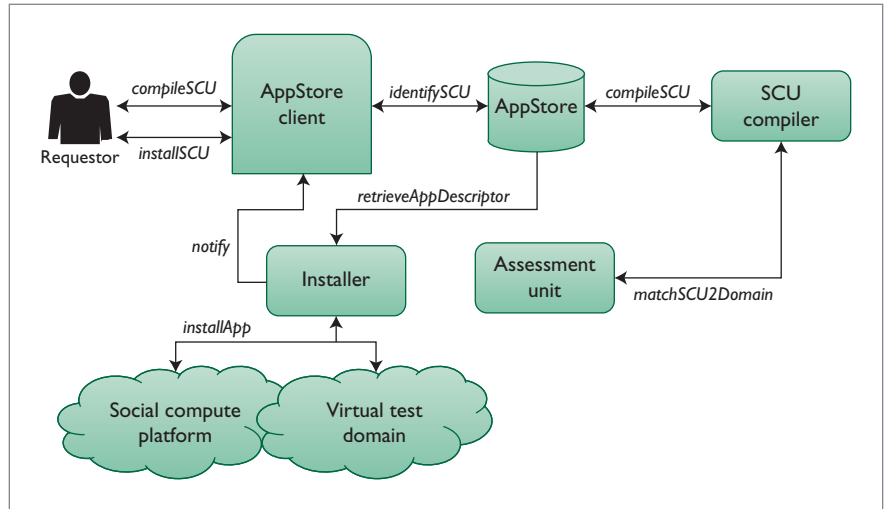 compileSCU
AppStore
client
identifySCU
AppStore
compileSCU
SCU
compiler
Requestor
installSCU
retrieveAppDescriptor
notify
Installer
Assessment
unit
matchSCU2Domain
installApp
Social compute
platform
Virtual test
domain